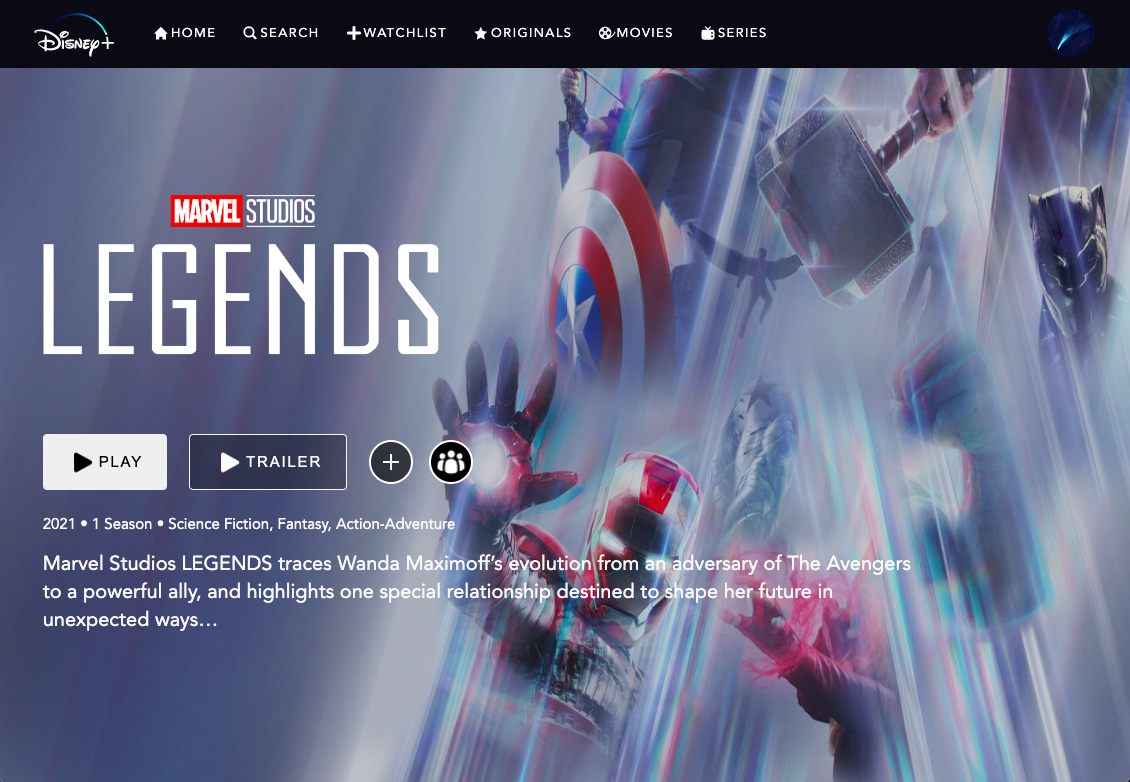 Disney+
HOME
SEARCH
WATCHLIST
ORIGINALS
MOVIES
SERIES
MARVEL STUDIOS
LEGENDS
PLAY
TRAILER
2021 • 1 Season • Science Fiction, Fantasy, Action-Adventure
Marvel Studios LEGENDS traces Wanda Maximoff’s evolution from an adversary of The Avengers
to a powerful ally, and highlights one special relationship destined to shape her future in
unexpected ways…